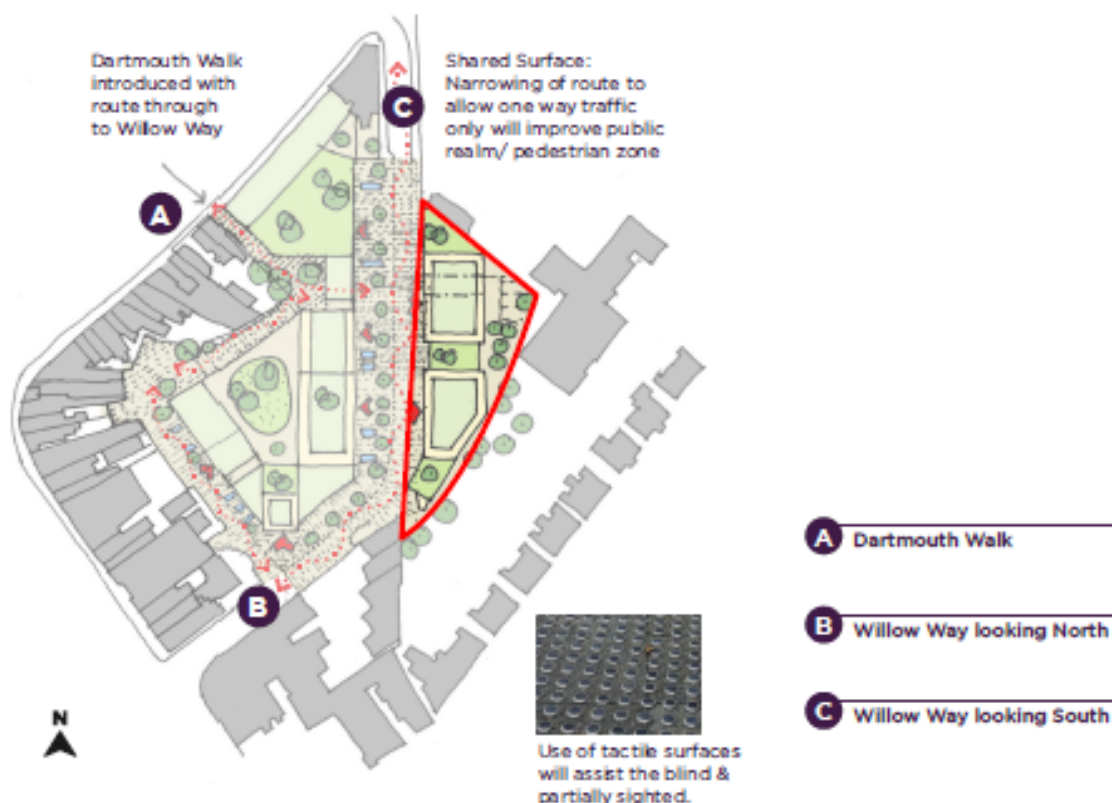 Dartmouth Walk
introduced with
route through
to Willow Way
Shared Surface:
Narrowing of route to
allow one way traffic
only will improve public
realm/ pedestrian zone
C
A
B
N
Use of tactile surfaces
will assist the blind &
partially sighted.
A Dartmouth Walk
B Willow Way looking North
C Willow Way looking South